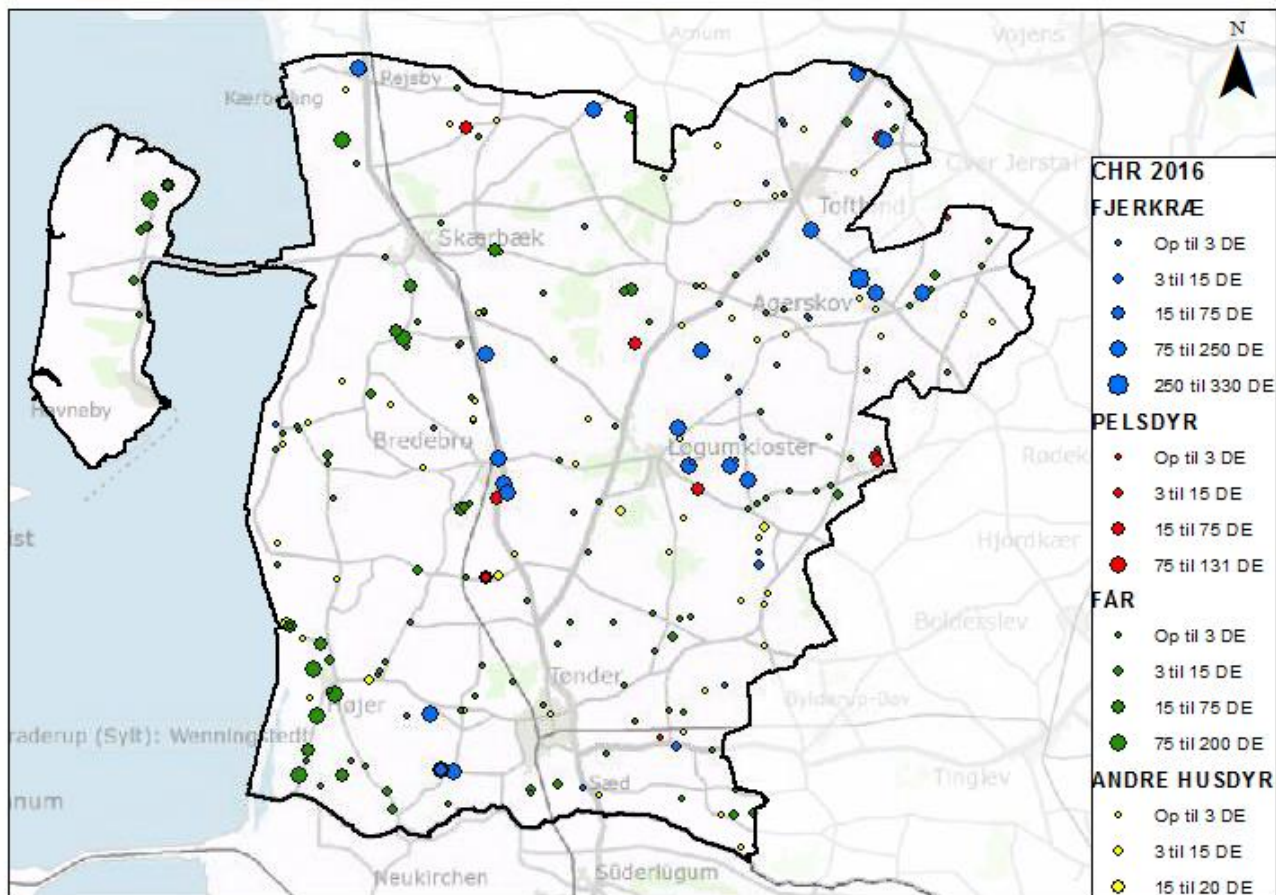 Arnum
Vojens
N
Rejsby
Kærbølling
Over Jerstal
CHR 2016
FJERKRÆ
Op til 3 DE
3 til 15 DE
15 til 75 DE
75 til 250 DE
250 til 330 DE
PELSDYR
Op til 3 DE
3 til 15 DE
15 til 75 DE
75 til 131 DE
FÅR
Op til 3 DE
3 til 15 DE
15 til 75 DE
75 til 200 DE
ANDRE HUSDYR
Op til 3 DE
3 til 15 DE
15 til 20 DE
Toftlund
Skærbæk
Agerskov
Havneby
Bredebro
Løgumkloster
Rødek
ist
Hjordkær
Bolderslev
Tønder
Bylderup-Bov
Højer
raderup (Sylt): Wenningstedt/
Tinglev
Sæd
anum
Neukirchen
Süderlügum